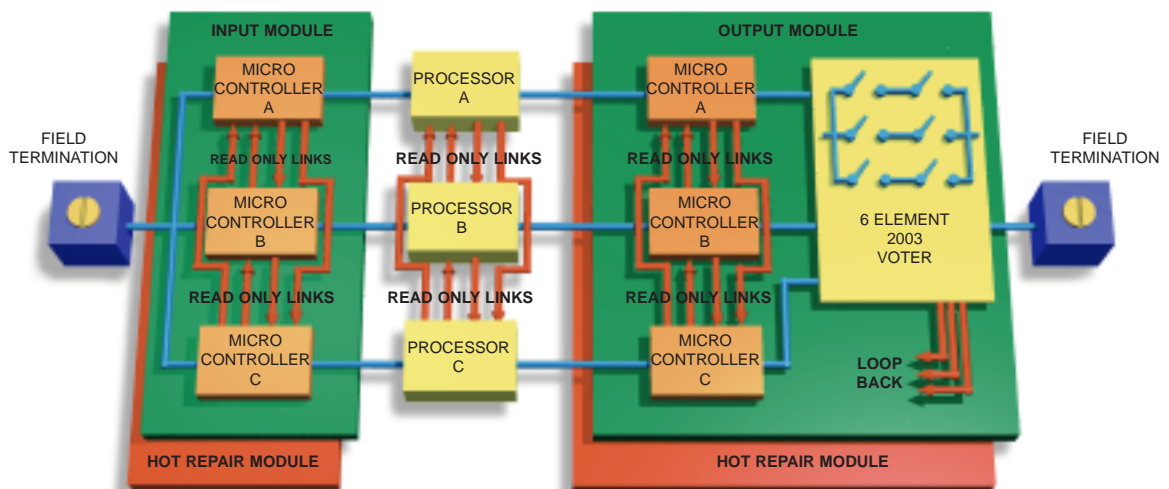 INPUT MODULE
OUTPUT MODULE
MICRO
CONTROLLER
A
PROCESSOR
A
MICRO
CONTROLLER
A
FIELD
TERMINATION
READ ONLY LINKS
READ ONLY LINKS
READ ONLY LINKS
FIELD
TERMINATION
MICRO
CONTROLLER
B
PROCESSOR
B
MICRO
CONTROLLER
B
6 ELEMENT
2003
VOTER
READ ONLY LINKS
READ ONLY LINKS
READ ONLY LINKS
MICRO
CONTROLLER
C
PROCESSOR
C
MICRO
CONTROLLER
C
LOOP
BACK
HOT REPAIR MODULE
HOT REPAIR MODULE